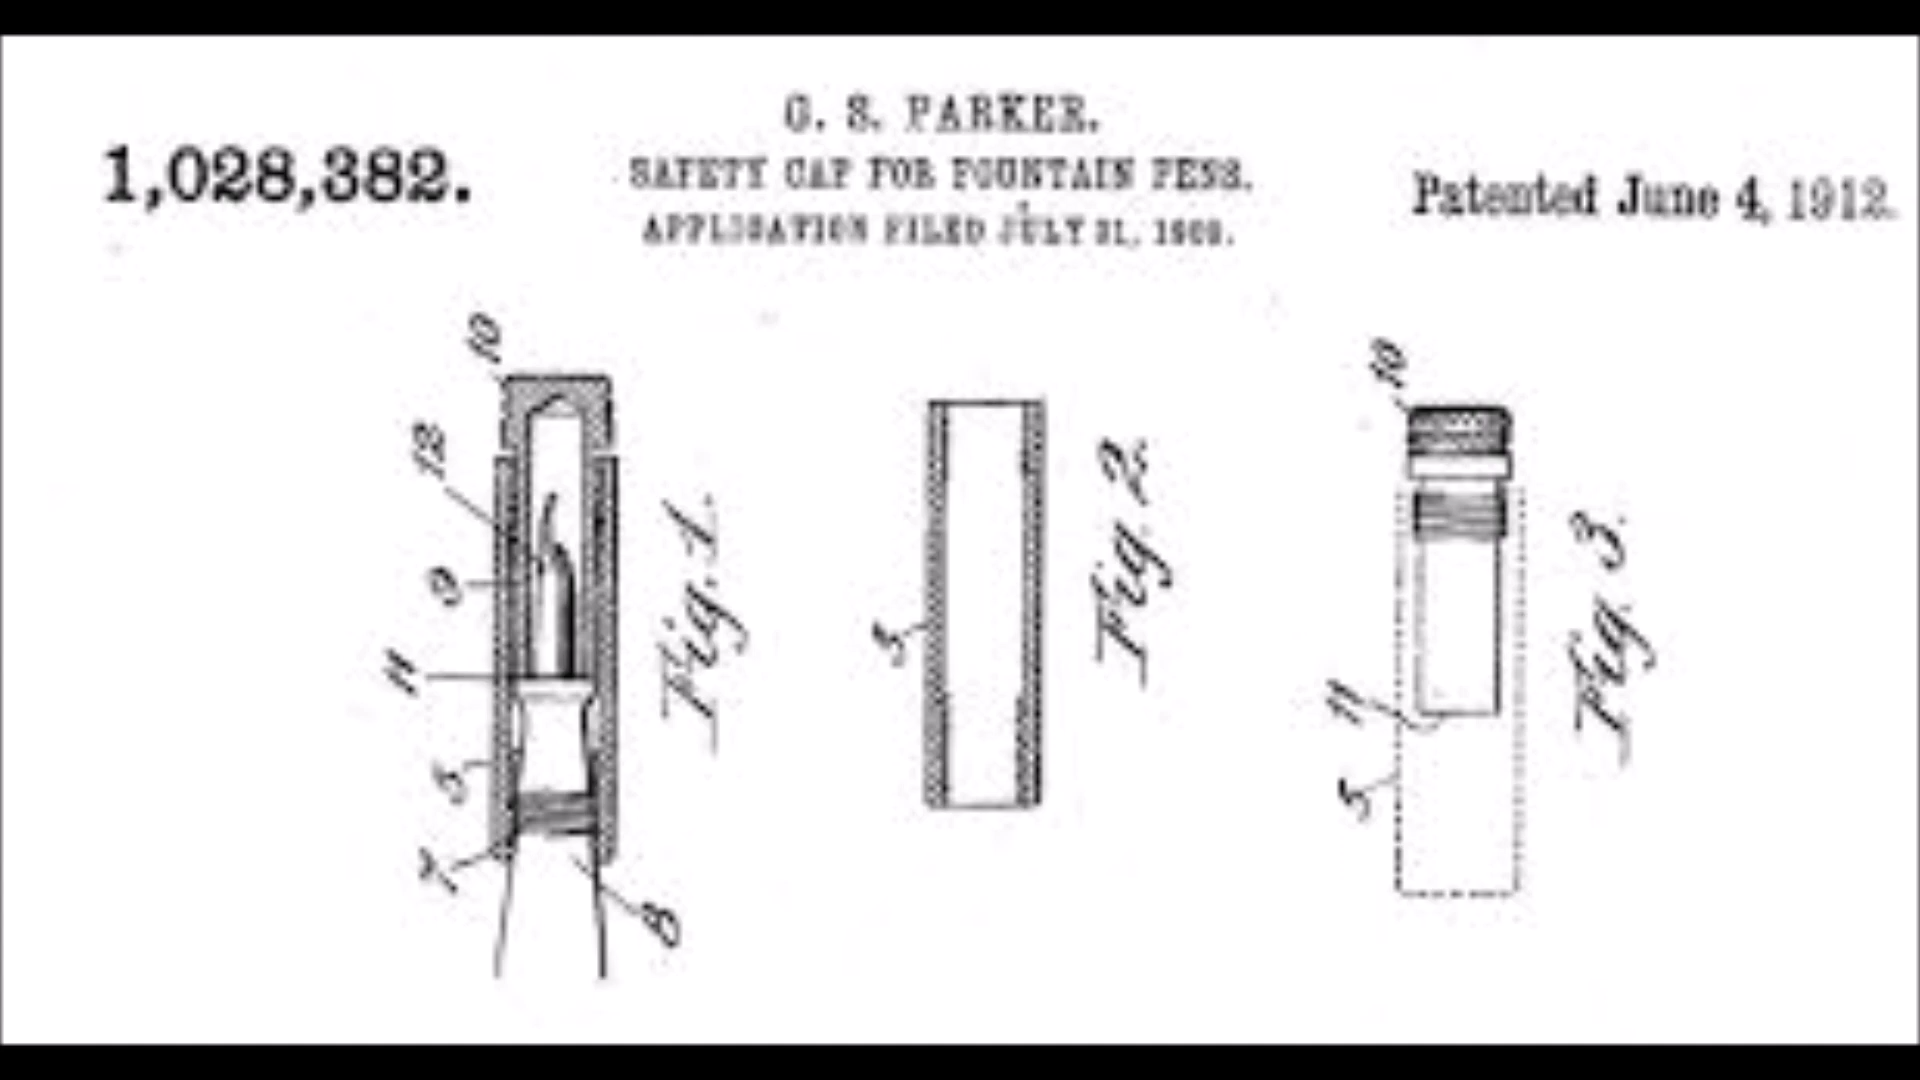 G. S. PARKER.
SAFETY CAP FOR FOUNTAIN PENS.
APPLICATION FILED JULY 31,
1,028,382.
Patented June 4, 1912.
10
12
9
11
5
7
8
Fig. 1.
5
Fig. 2.
10
11
5
Fig. 3.